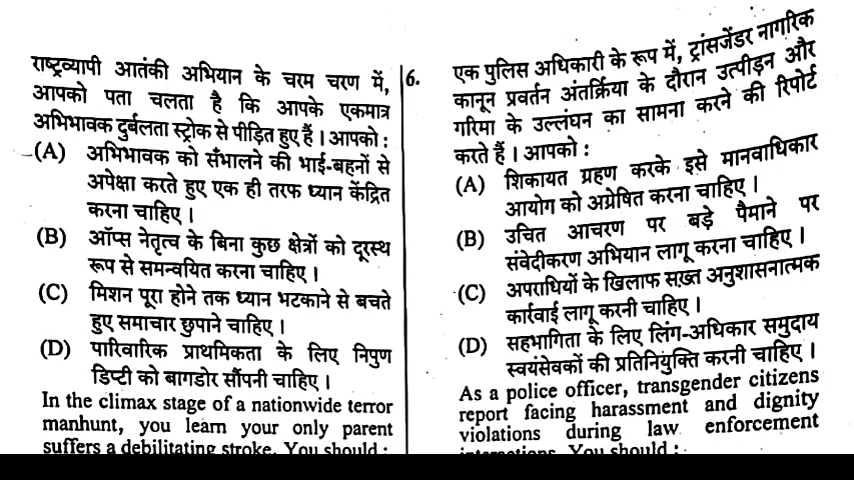 राष्ट्रव्यापी आतंकी अभियान के चरम चरण में,
आपको पता चलता है कि आपके एकमात्र
अभिभावक दुर्बलता स्ट्रोक से पीड़ित हुए हैं । आपको :
(A) अभिभावक को सँभालने की भाई-बहनों से
अपेक्षा करते हुए एक ही तरफ ध्यान केंद्रित
करना चाहिए ।
(B) ऑप्स नेतृत्व के बिना कुछ क्षेत्रों को दूरस्थ
रूप से समन्वयित करना चाहिए ।
(C) मिशन पूरा होने तक ध्यान भटकाने से बचते
हुए समाचार छुपाने चाहिए ।
(D) पारिवारिक प्राथमिकता के लिए निपुण
डिप्टी को बागडोर सौंपनी चाहिए ।
In the climax stage of a nationwide terror
manhunt, you learn your only parent
suffers a debilitating stroke. You should :
6. एक पुलिस अधिकारी के रूप में, ट्रांसजेंडर नागरिक
कानून प्रवर्तन अंतर्क्रिया के दौरान उत्पीड़न और
गरिमा के उल्लंघन का सामना करने की रिपोर्ट
करते हैं । आपको :
(A) शिकायत ग्रहण करके इसे मानवाधिकार
आयोग को अग्रेषित करना चाहिए ।
(B) उचित आचरण पर बड़े पैमाने पर
संवेदीकरण अभियान लागू करना चाहिए ।
(C) अपराधियों के खिलाफ सख़्त अनुशासनात्मक
कार्रवाई लागू करनी चाहिए ।
(D) सहभागिता के लिए लिंग-अधिकार समुदाय
स्वयंसेवकों की प्रतिनियुक्ति करनी चाहिए ।
As a police officer, transgender citizens
report facing harassment and dignity
violations during law enforcement
interactions. You should :